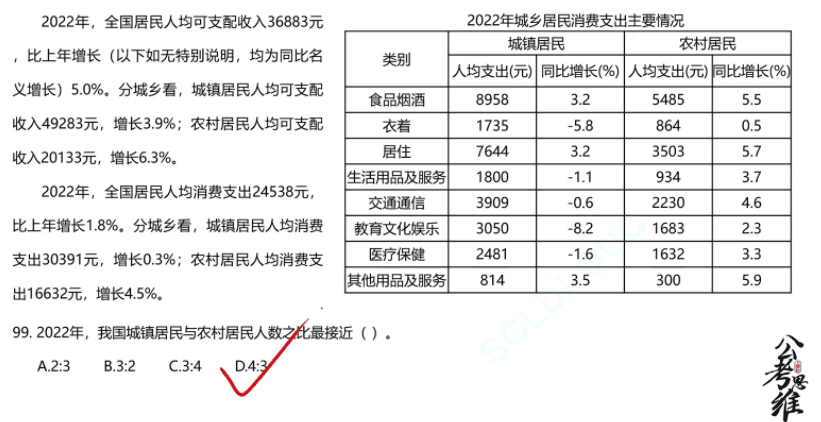 2022年，全国居民人均可支配收入36883元
，比上年增长（以下如无特别说明，均为同比名
义增长）5.0%。分城乡看，城镇居民人均可支配
收入49283元，增长3.9%；农村居民人均可支配
收入20133元，增长6.3%。
2022年，全国居民人均消费支出24538元，
比上年增长1.8%。分城乡看，城镇居民人均消费
支出30391元，增长0.3%；农村居民人均消费支
出16632元，增长4.5%。
2022年城乡居民消费支出主要情况
类别 城镇居民 农村居民
人均支出(元) 同比增长(%) 人均支出(元) 同比增长(%)
食品烟酒 8958 3.2 5485 5.5
衣着 1735 -5.8 864 0.5
居住 7644 3.2 3503 5.7
生活用品及服务 1800 -1.1 934 3.7
交通通信 3909 -0.6 2230 4.6
教育文化娱乐 3050 -8.2 1683 2.3
医疗保健 2481 -1.6 1632 3.3
其他用品及服务 814 3.5 300 5.9
99. 2022年，我国城镇居民与农村居民人数之比最接近（ ）。
A.2:3 B.3:2 C.3:4 D.4:3
公考思维